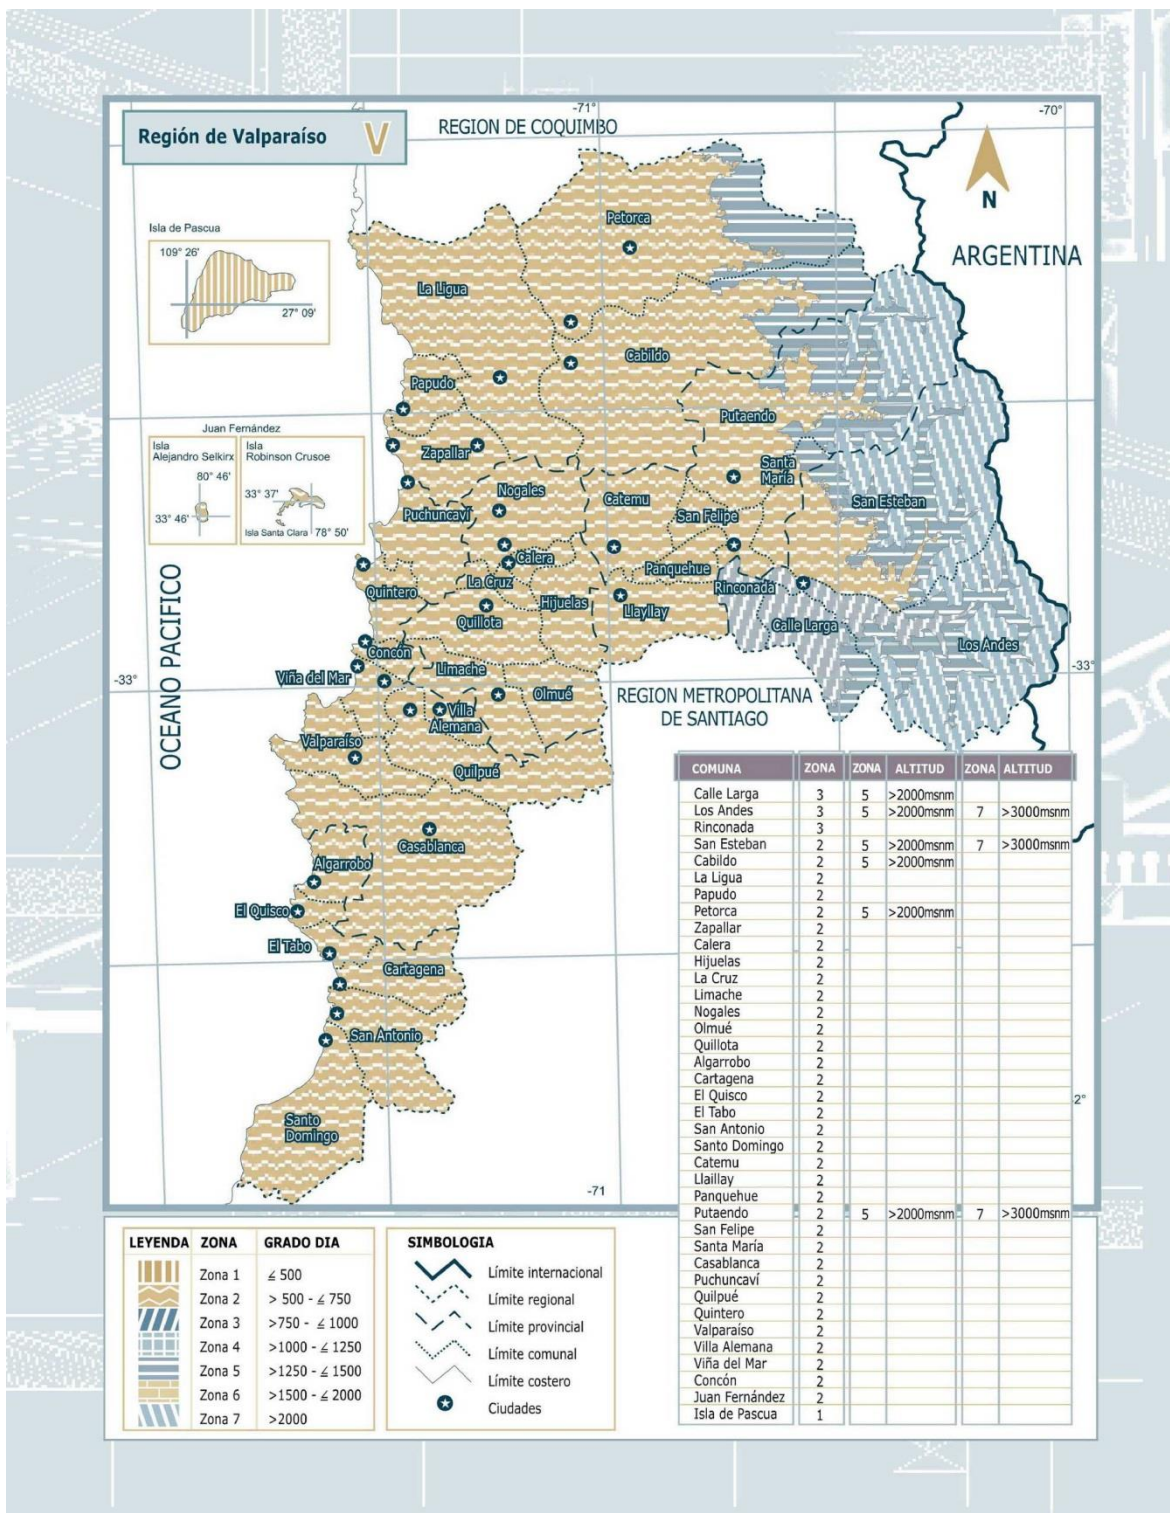 Región de Valparaíso V
REGION DE COQUIMBO
-71°
-70°
N
ARGENTINA
Isla de Pascua
109° 26'
27° 09'
Juan Fernández
Isla
Alejandro Selkirx
80° 46'
33° 46'
Isla
Robinson Crusoe
33° 37'
Isla Santa Clara
78° 50'
OCEANO PACIFICO
Petorca
La Ligua
Cabildo
Papudo
Putaendo
Zapallar
Santa
María
Nogales
Catemu
San Esteban
Puchuncaví
San Felipe
Calera
Panquehue
La Cruz
Quintero
Hijuelas
Rinconada
Llayllay
Quillota
Calle Larga
Los Andes
Concón
Limache
Viña del Mar
-33°
-33°
Olmué
REGION METROPOLITANA
DE SANTIAGO
Villa
Alemana
Valparaíso
Quilpué
Casablanca
Algarrobo
El Quisco
El Tabo
Cartagena
San Antonio
Santo
Domingo
-71
2°
COMUNA ZONA ZONA ALTITUD ZONA ALTITUD
Calle Larga 3 5 >2000msnm
Los Andes 3 5 >2000msnm 7 >3000msnm
Rinconada 3
San Esteban 2 5 >2000msnm 7 >3000msnm
Cabildo 2 5 >2000msnm
La Ligua 2
Papudo 2
Petorca 2 5 >2000msnm
Zapallar 2
Calera 2
Hijuelas 2
La Cruz 2
Limache 2
Nogales 2
Olmué 2
Quillota 2
Algarrobo 2
Cartagena 2
El Quisco 2
El Tabo 2
San Antonio 2
Santo Domingo 2
Catemu 2
Llaillay 2
Panquehue 2
Putaendo 2 5 >2000msnm 7 >3000msnm
San Felipe 2
Santa María 2
Casablanca 2
Puchuncaví 2
Quilpué 2
Quintero 2
Valparaíso 2
Villa Alemana 2
Viña del Mar 2
Concón 2
Juan Fernández 2
Isla de Pascua 1
LEYENDA ZONA GRADO DIA
Zona 1 ≤ 500
Zona 2 > 500 - ≤ 750
Zona 3 >750 - ≤ 1000
Zona 4 >1000 - ≤ 1250
Zona 5 >1250 - ≤ 1500
Zona 6 >1500 - ≤ 2000
Zona 7 >2000
SIMBOLOGIA
Límite internacional
Límite regional
Límite provincial
Límite comunal
Límite costero
Ciudades